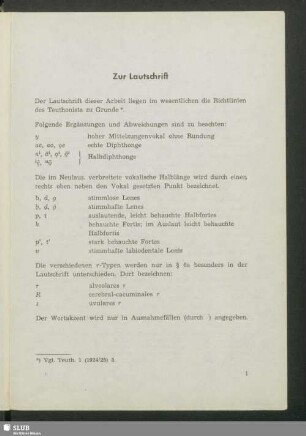 Zur Lautschrift
Der Lautschrift dieser Arbeit liegen im wesentlichen die Richtlinien
des Teuthonista zu Grunde *.
Folgende Ergänzungen und Abweichungen sind zu beachten:
hoher Mittelzungenvokal ohne Rundung
echte Diphthonge
Halbdiphthonge
Die im Hennbg. verbreitete vokalische Halblänge wird durch einen
rechts oben neben den Vokal gesetzten Punkt bezeichnet.
b, d, g stimmlose Lenes
stimmhafte Lenes
p, t auslautende, leicht behauchte Halbfortes
k behauchte Fortis; im Auslaut leicht behauchte
Halbfortis
p', t' stark behauchte Fortes
v stimmhafte labiodentale Lenis
Die verschiedenen r-Typen werden nur in § 6a besonders in der
Lautschrift unterschieden. Dort bezeichnen:
r alveolares r
R cerebral-cacuminales r
uvulares r
Der Wortakzent wird nur in Ausnahmefällen (durch ) angegeben.
*) Vgl. Teuth. 1 (1924/25) 5.
1
SLUB